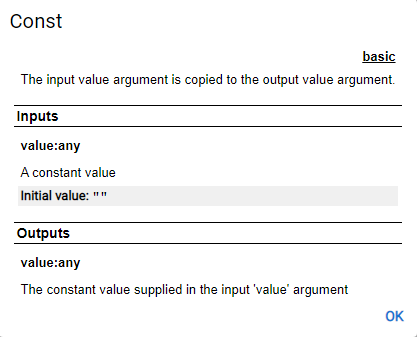 Const
basic
The input value argument is copied to the output value argument.
Inputs
value:any
A constant value
Initial value: ""
Outputs
value:any
The constant value supplied in the input 'value' argument
OK